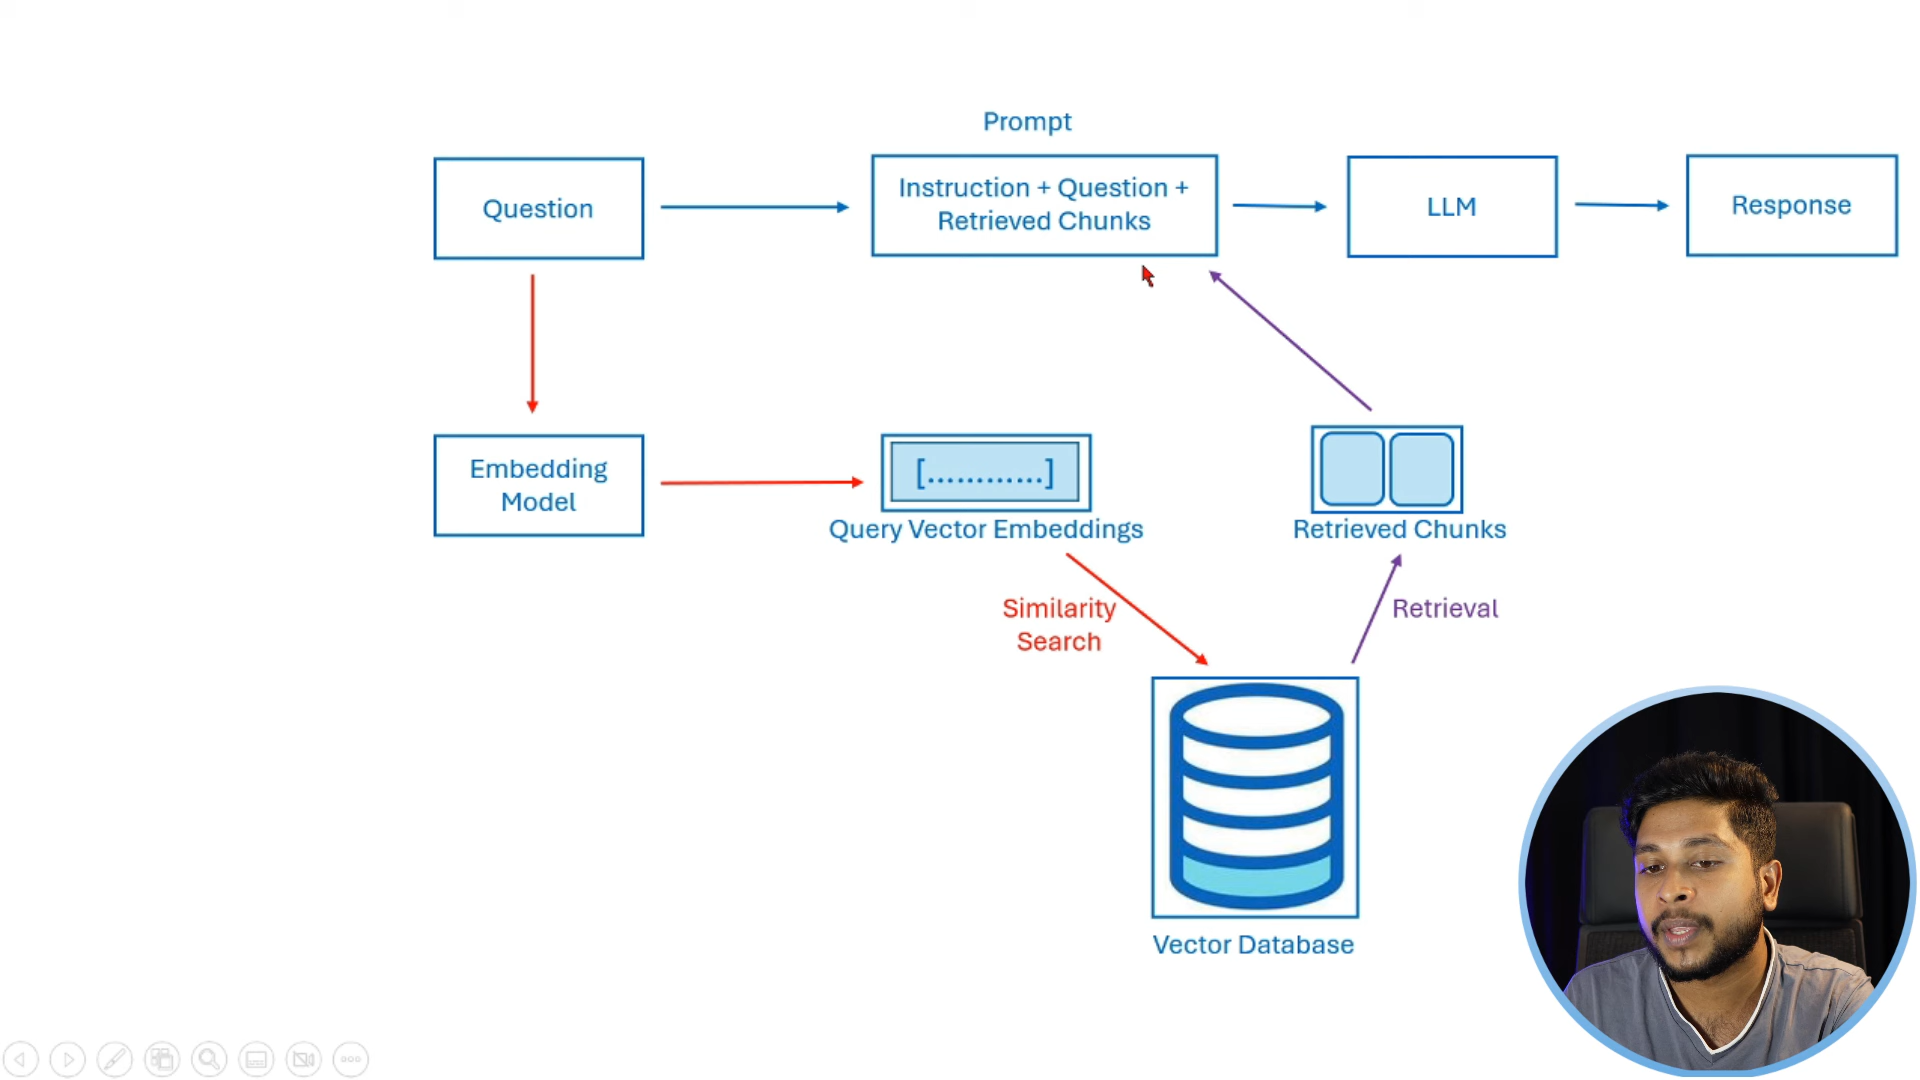 Prompt
Question
Instruction + Question +
Retrieved Chunks
LLM
Response
Embedding
Model
[............]
Query Vector Embeddings
Retrieved Chunks
Similarity
Search
Retrieval
Vector Database